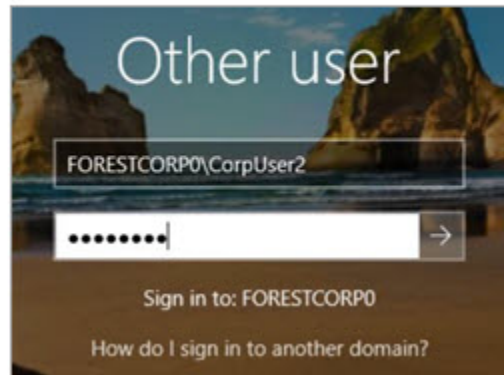 Other user
FORESTCORP0\CorpUser2
Sign in to: FORESTCORP0
How do I sign in to another domain?